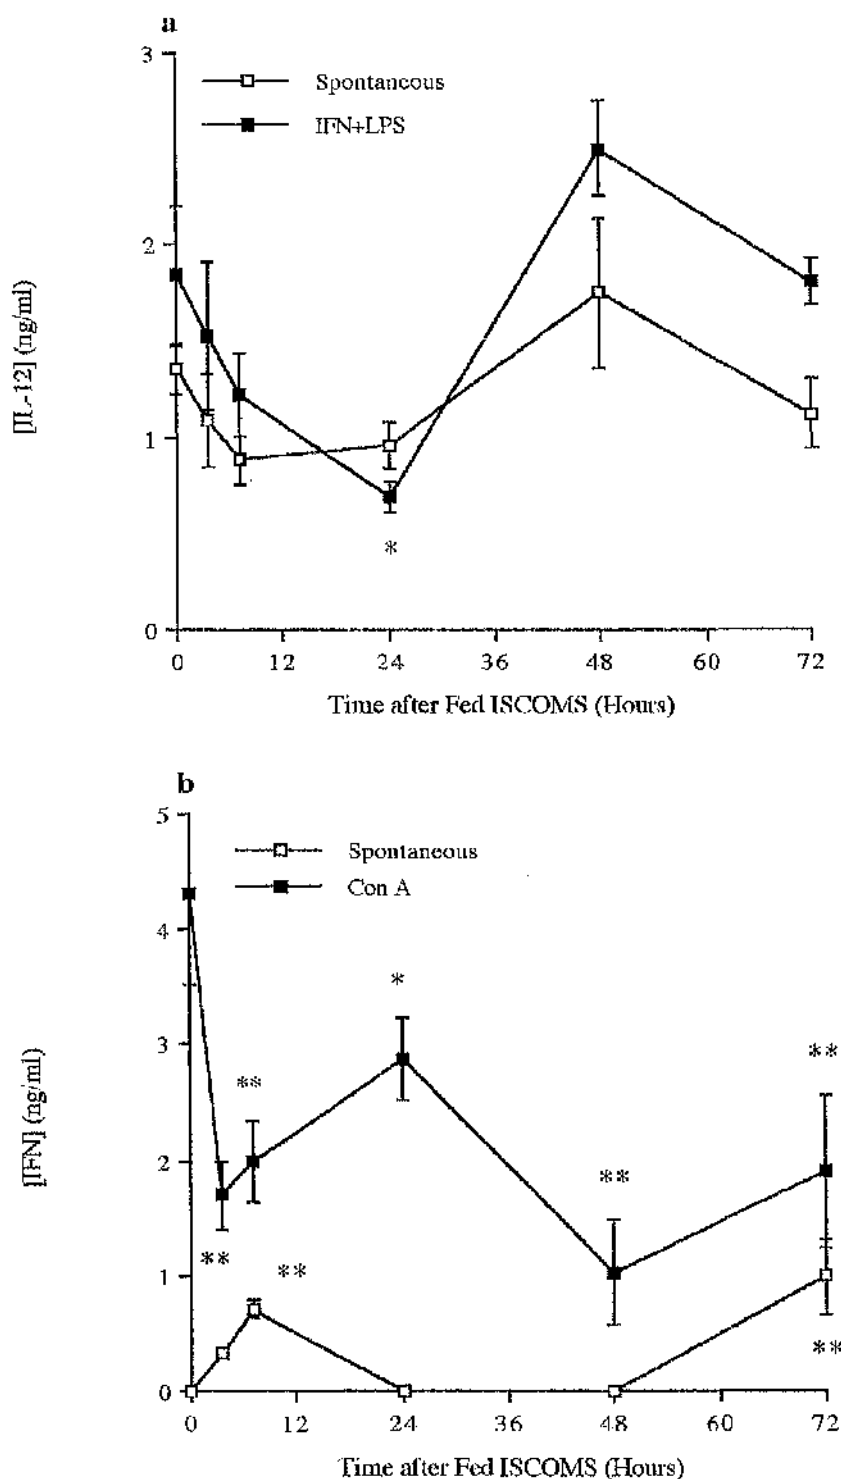 a
3
Spontaneous
IFN+LPS
2
[IL-12] (ng/ml)
1
*
0
0 12 24 36 48 60 72
Time after Fed ISCOMS (Hours)
b
5
Spontaneous
Con A
4
*
3
**
**
[IFN] (ng/ml)
2
**
**
**
1
**
0
0 12 24 36 48 60 72
Time after Fed ISCOMS (Hours)